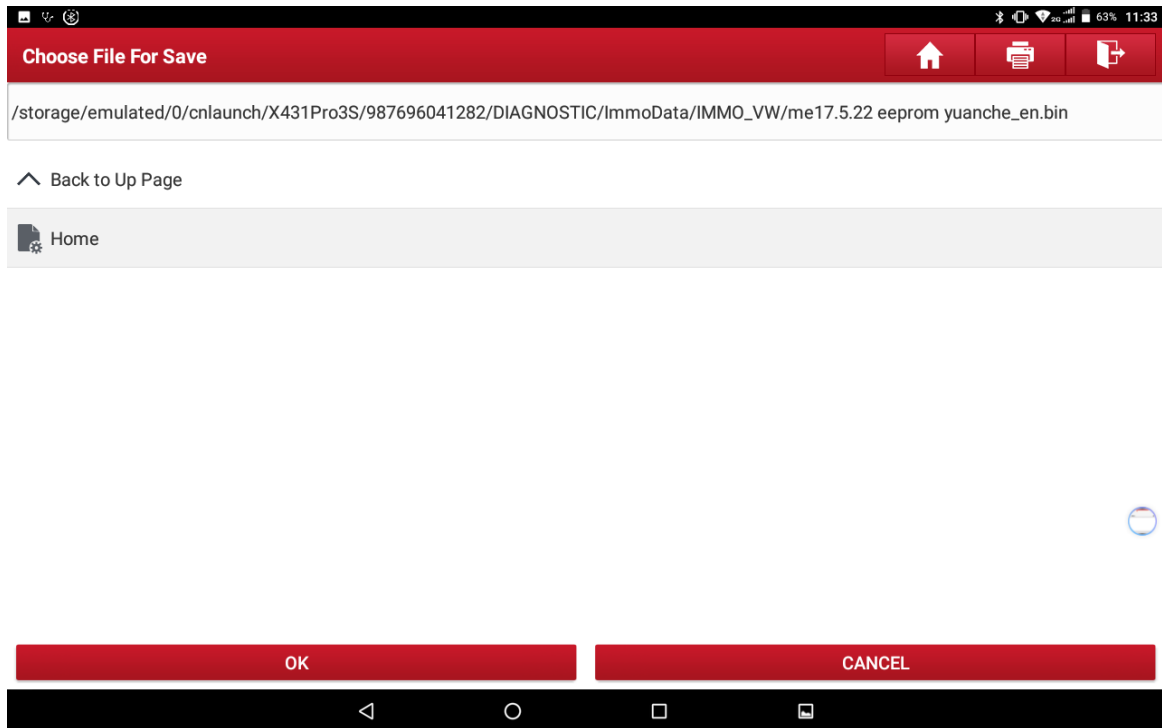 2G 63% 11:33
Choose File For Save
/storage/emulated/0/cnlaunch/X431Pro3S/987696041282/DIAGNOSTIC/ImmoData/IMMO_VW/me17.5.22 eeprom yuanche_en.bin
Back to Up Page
Home
OK
CANCEL